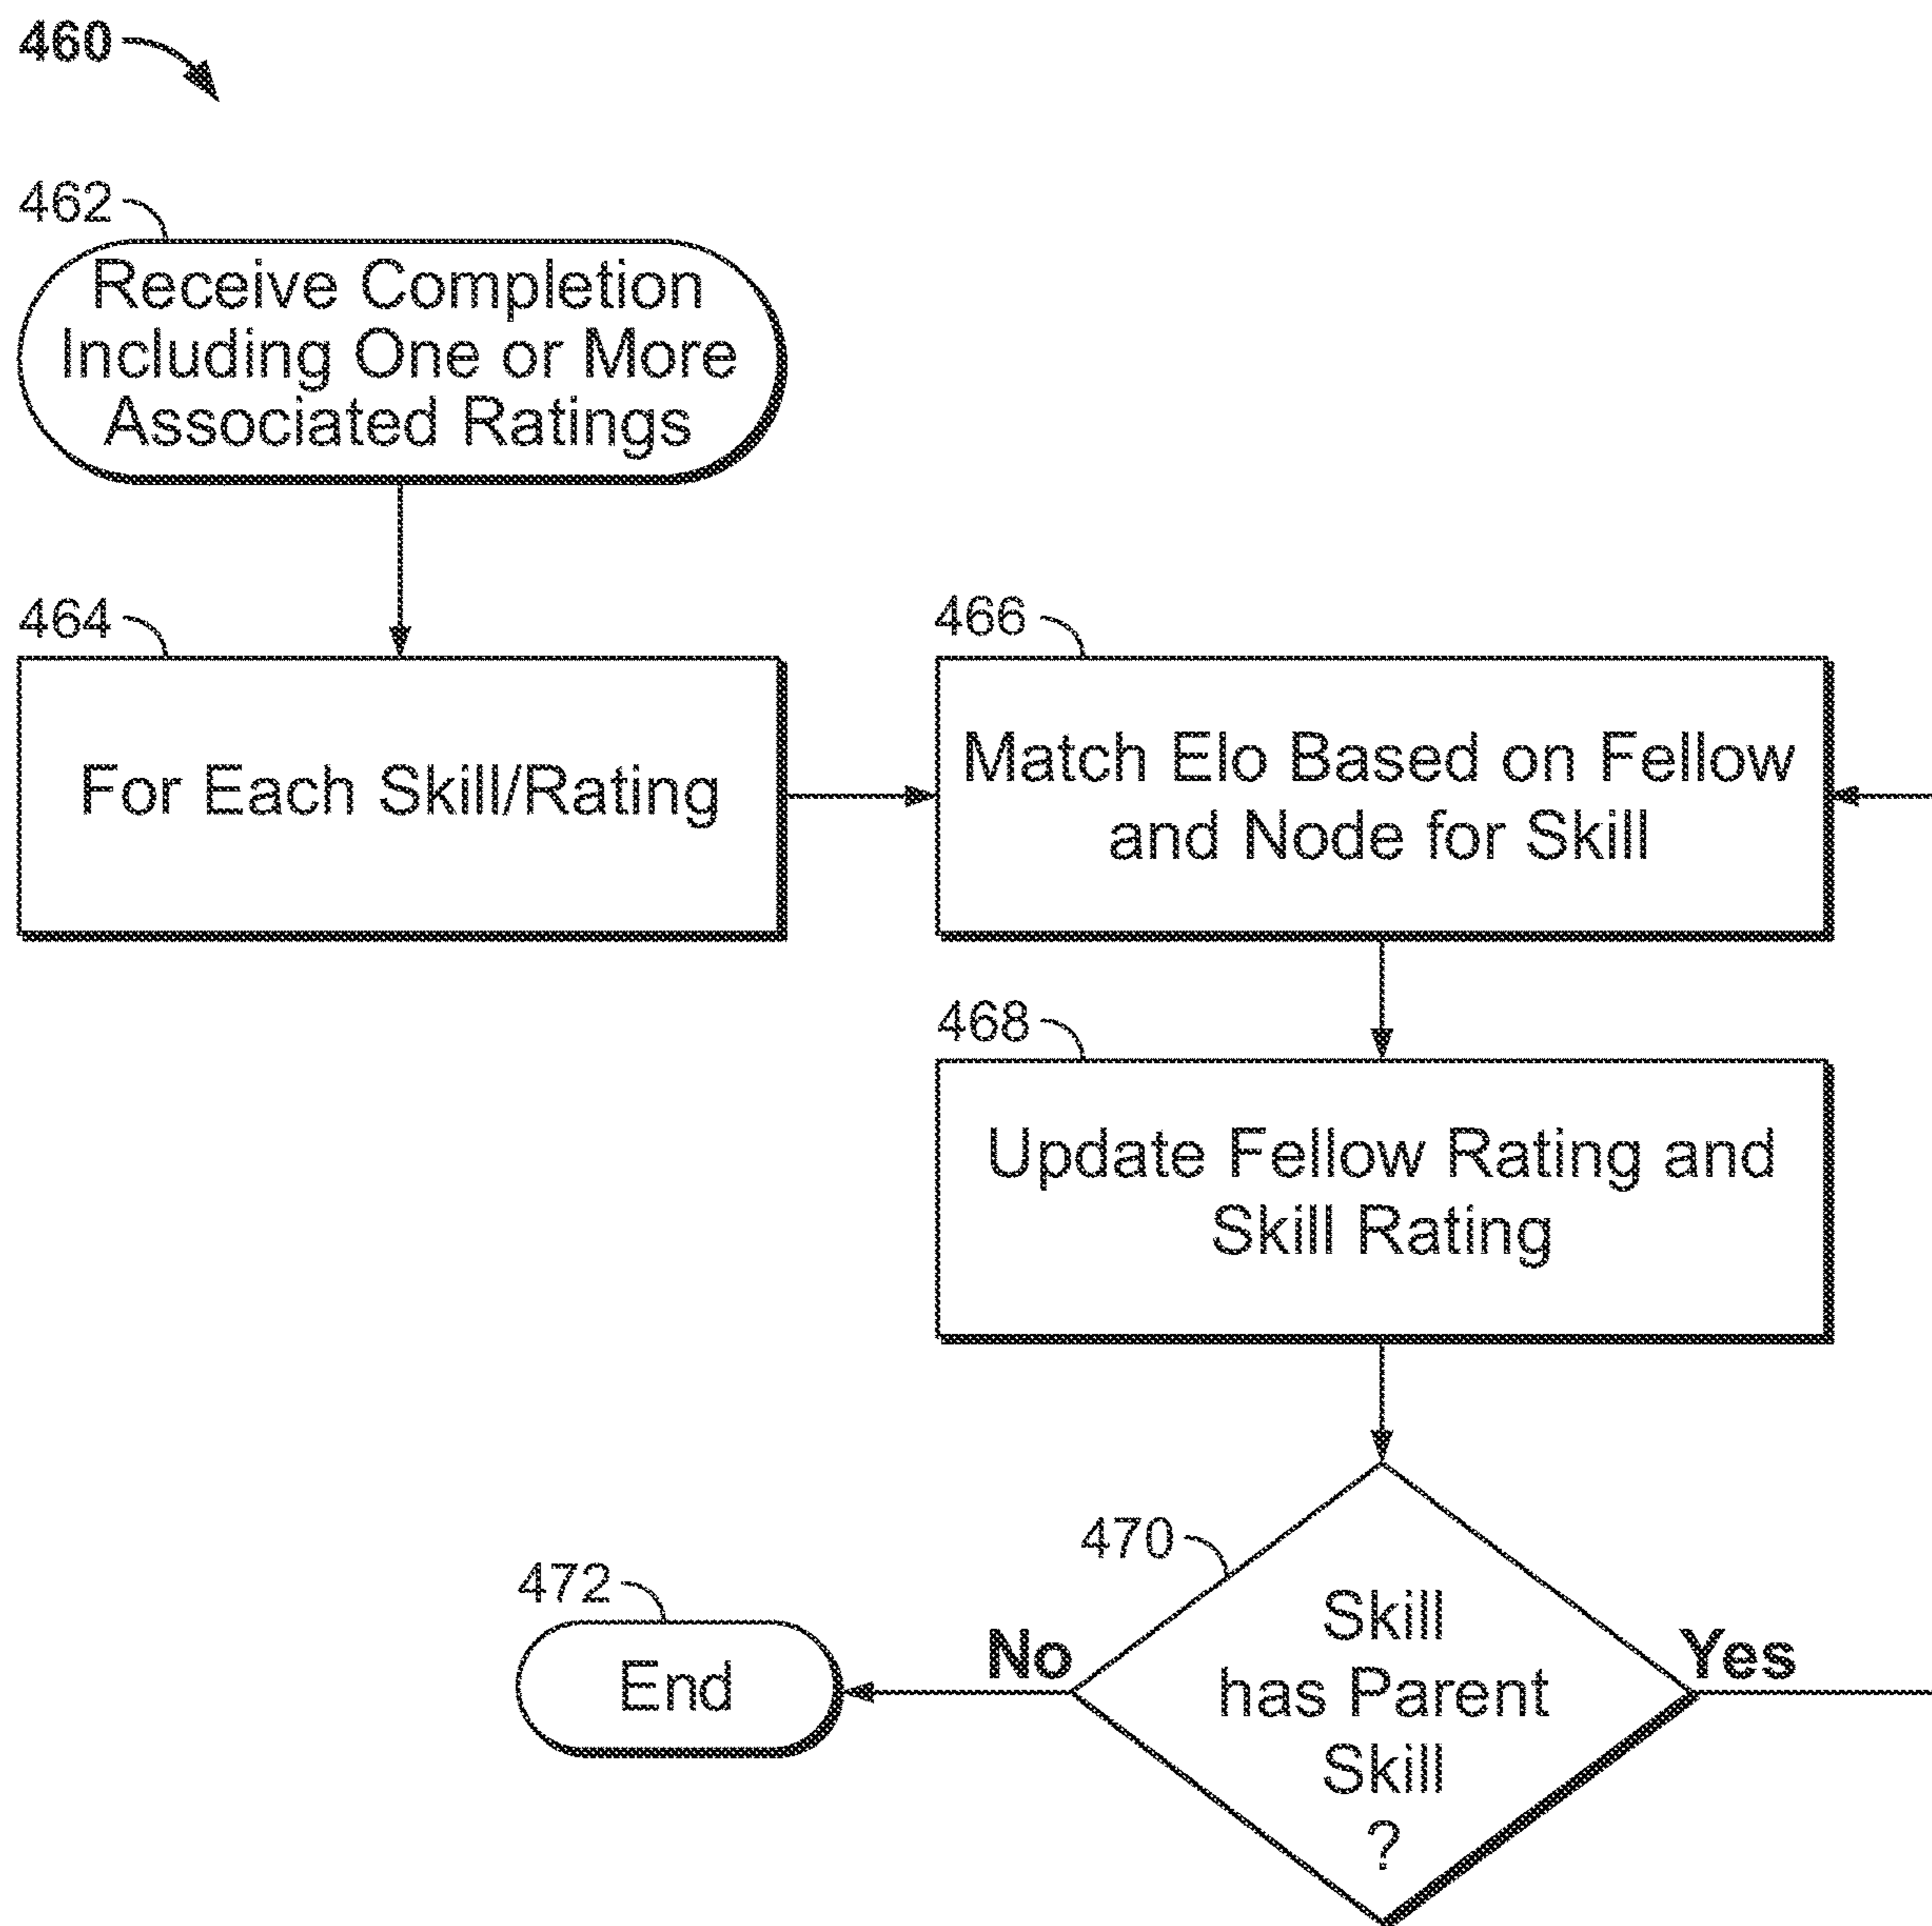 460
462
Receive Completion
Including One or More
Associated Ratings
464
For Each Skill/Rating
466
Match Elo Based on Fellow
and Node for Skill
468
Update Fellow Rating and
Skill Rating
470
Skill
has Parent
Skill
?
Yes
No
472
End